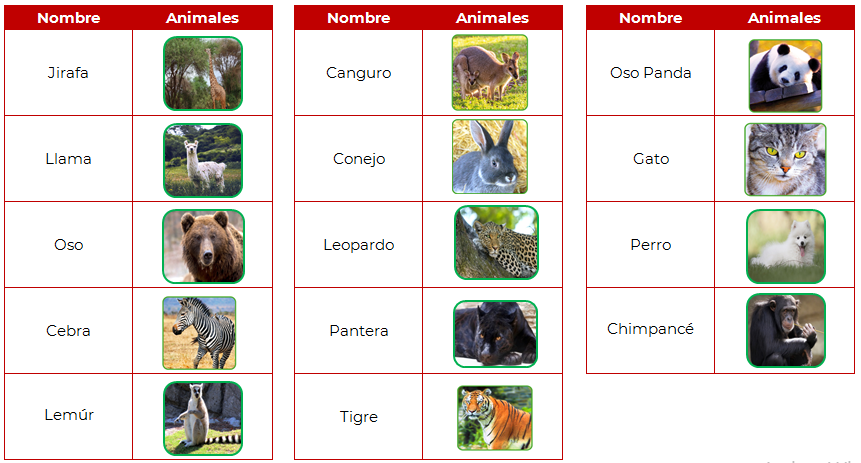 Nombre Animales
Jirafa
Llama
Oso
Cebra
Lemúr
Nombre Animales
Canguro
Conejo
Leopardo
Pantera
Tigre
Nombre Animales
Oso Panda
Gato
Perro
Chimpancé